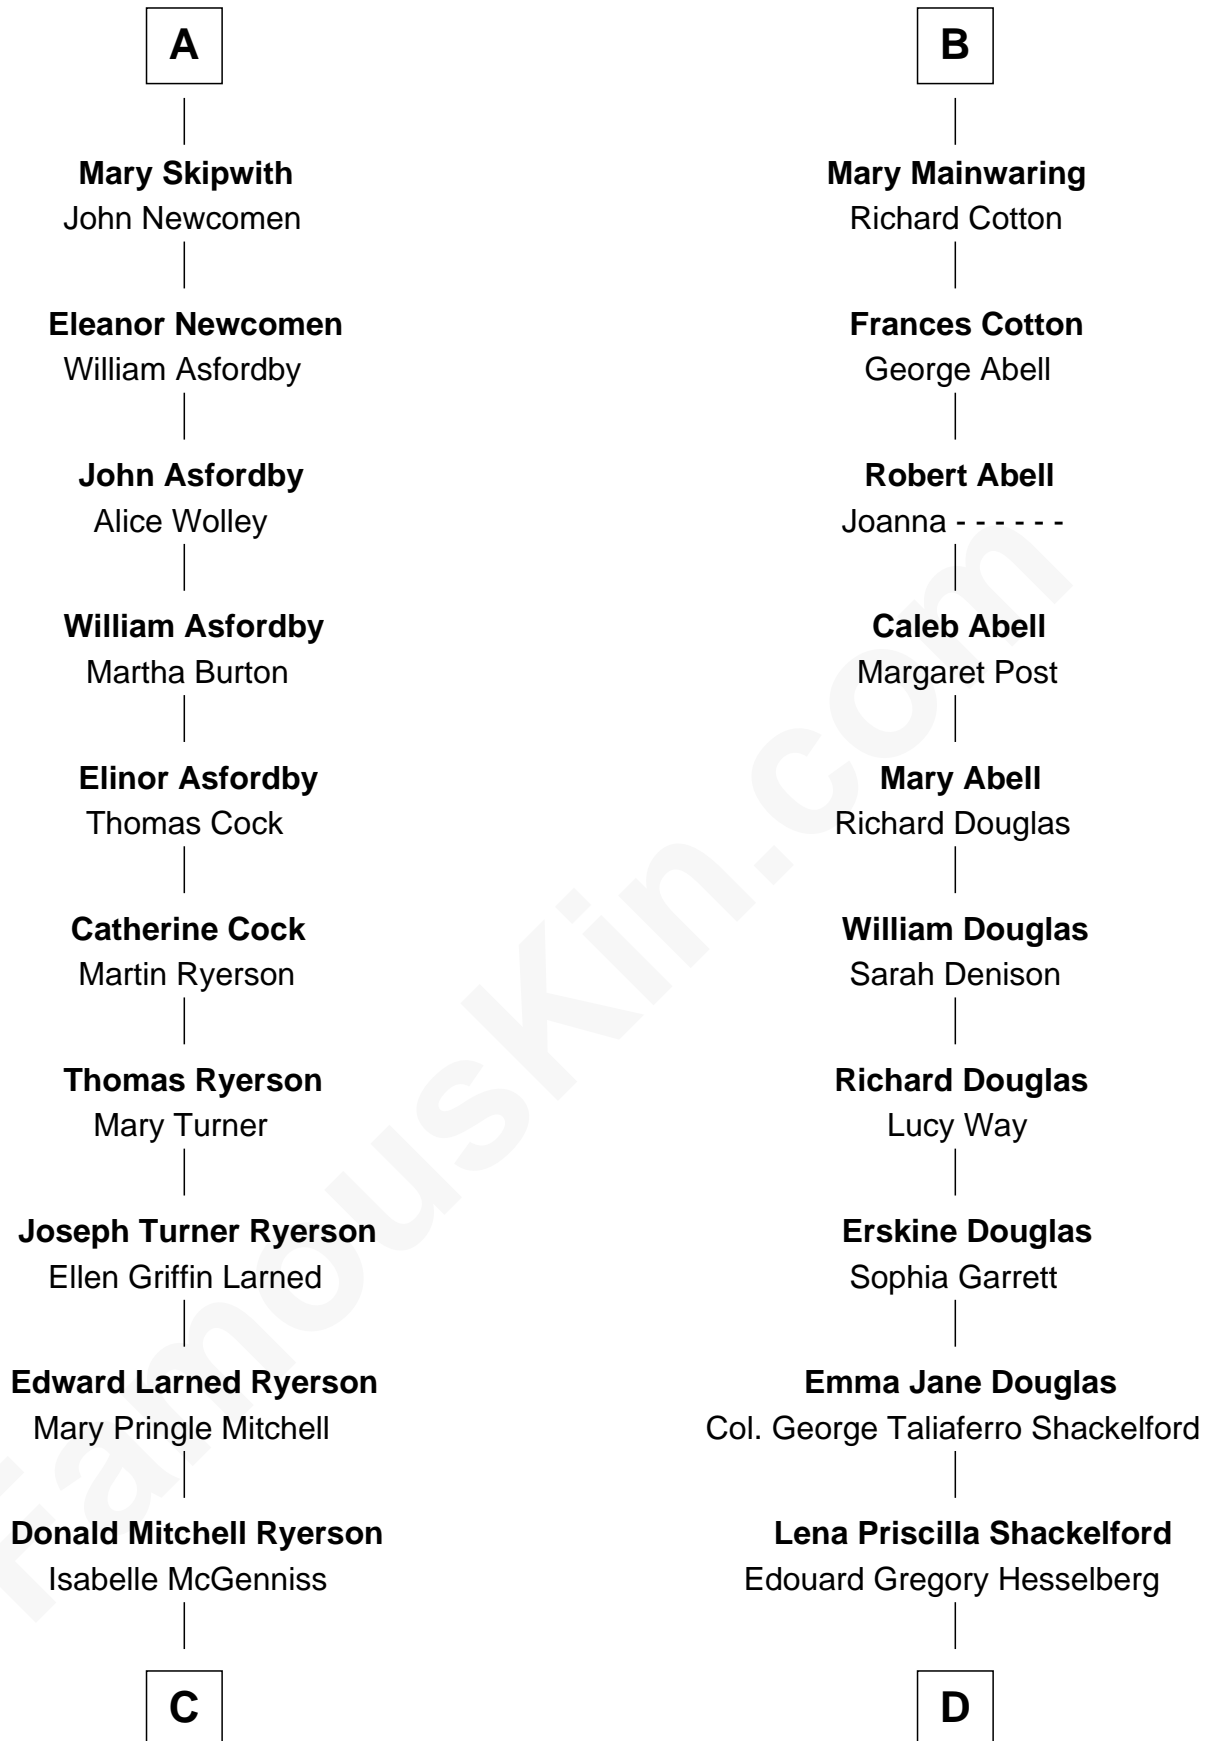 A
Mary Skipwith
John Newcomen
Eleanor Newcomen
William Asfordby
John Asfordby
Alice Wolley
William Asfordby
Martha Burton
Elinor Asfordby
Thomas Cock
Catherine Cock
Martin Ryerson
Thomas Ryerson
Mary Turner
Joseph Turner Ryerson
Ellen Griffin Larned
Edward Larned Ryerson
Mary Pringle Mitchell
Donald Mitchell Ryerson
Isabelle McGenniss
C
B
Mary Mainwaring
Richard Cotton
Frances Cotton
George Abell
Robert Abell
Joanna - - - - - -
Caleb Abell
Margaret Post
Mary Abell
Richard Douglas
William Douglas
Sarah Denison
Richard Douglas
Lucy Way
Erskine Douglas
Sophia Garrett
Emma Jane Douglas
Col. George Taliaferro Shackelford
Lena Priscilla Shackelford
Edouard Gregory Hesselberg
D
FamousKin.com